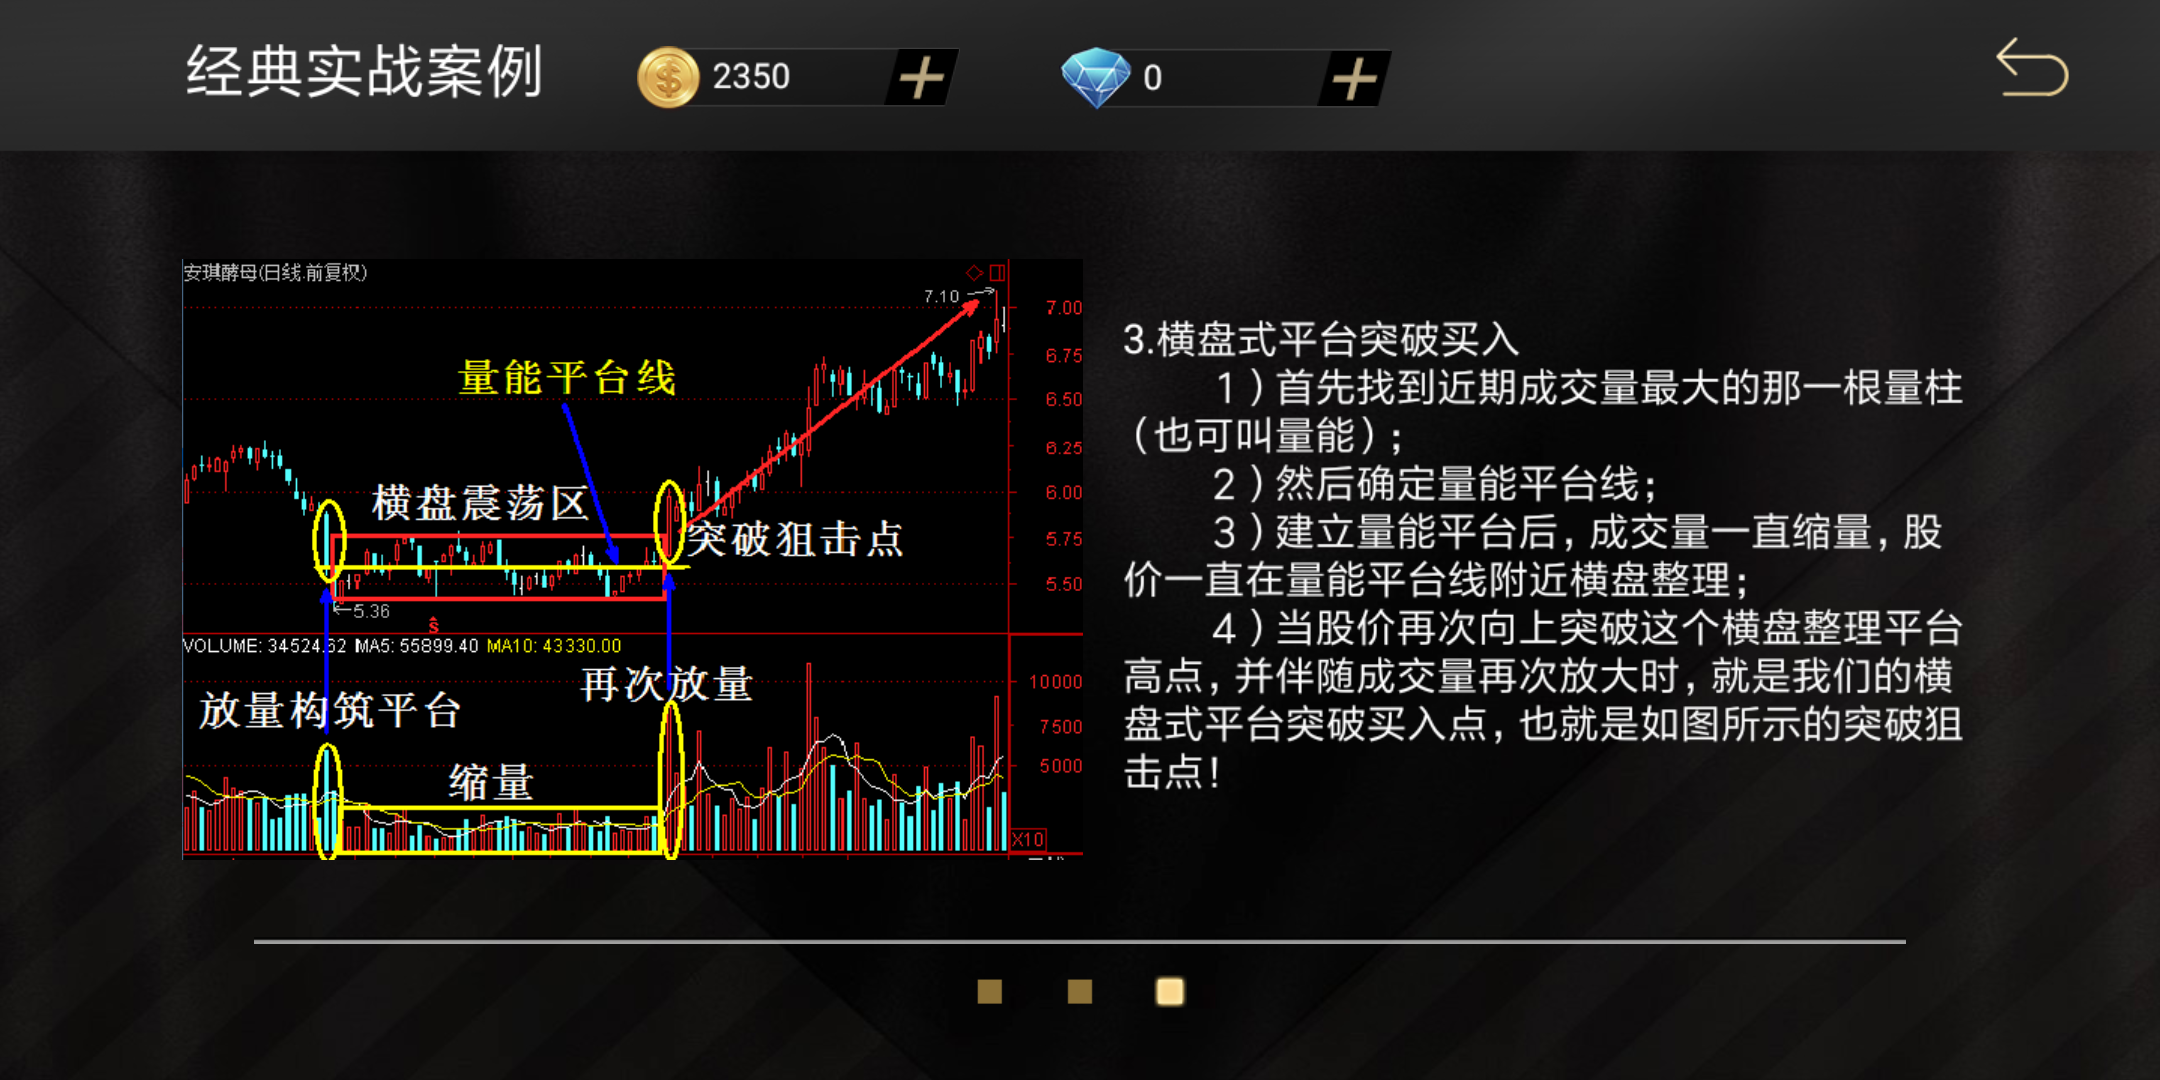 经典实战案例
2350
0
安琪酵母(日线.前复权)
7.10
7.00
6.75
量能平台线
6.50
6.25
横盘震荡区
6.00
突破狙击点
5.75
5.50
5.36
S
VOLUME: 34524.62 MA5: 55899.40 MA10: 43330.00
再次放量
10000
放量构筑平台
7500
缩量
5000
X10
3.横盘式平台突破买入
1）首先找到近期成交量最大的那一根量柱
（也可叫量能）；
2）然后确定量能平台线；
3）建立量能平台后，成交量一直缩量，股
价一直在量能平台线附近横盘整理；
4）当股价再次向上突破这个横盘整理平台
高点，并伴随成交量再次放大时，就是我们的横
盘式平台突破买入点，也就是如图所示的突破狙
击点！